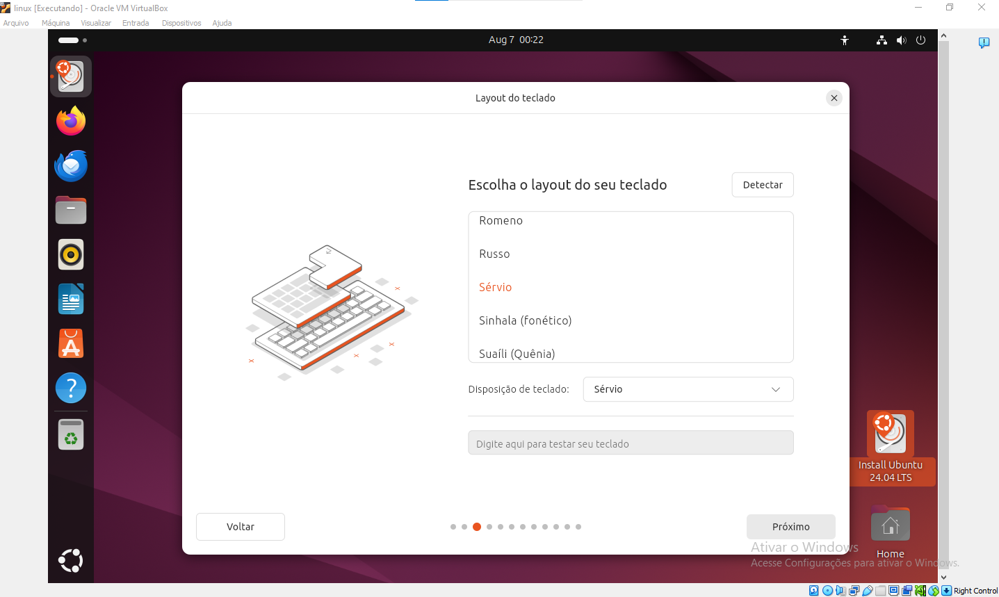 linux [Executando] - Oracle VM VirtualBox
Arquivo Máquina Visualizar Entrada Dispositivos Ajuda
Aug 7 00:22
Layout do teclado
Escolha o layout do seu teclado
Detectar
Romeno
Russo
Sérvio
Sinhala (fonético)
Suaíli (Quênia)
Disposição de teclado:
Sérvio
Digite aqui para testar seu teclado
Install Ubuntu
24.04 LTS
Voltar
Próximo
Ativar o Windows
Acesse Configurações para ativar o Windows.
Home
Right Control